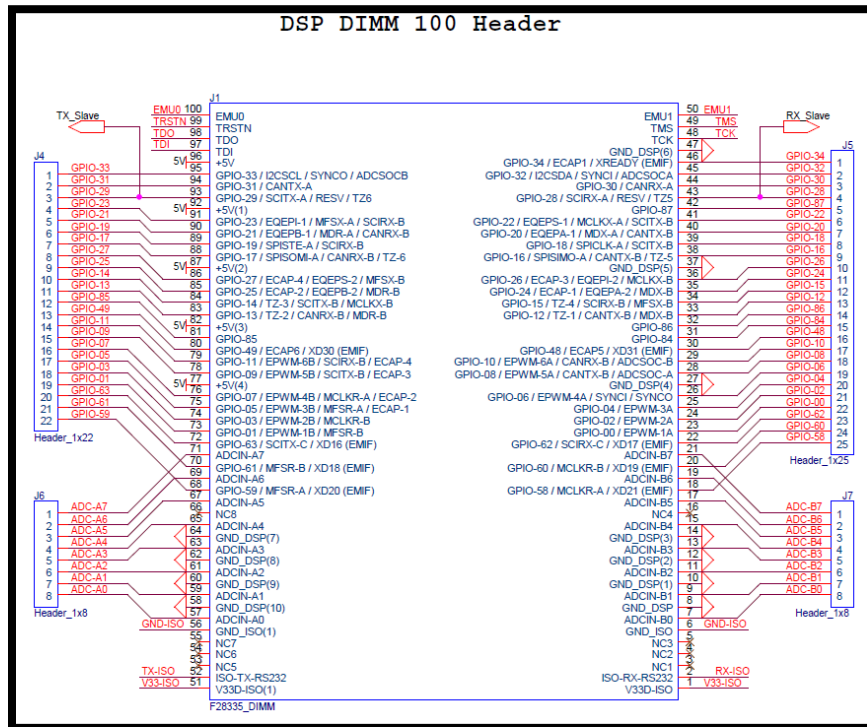 DSP DIMM 100 Header
J1
TX_Slave
RX_Slave
EMU0 100 EMU0
TRSTN 99 TRSTN
TDO 98 TDO
TDI 97 TDI
5V 96 +5V
95 GPIO-33 / I2CSCL / SYNCO / ADCSOCB
94 GPIO-31 / CANTX-A
93 GPIO-29 / SCITX-A / RESV / TZ6
5V 92 +5V(1)
91 GPIO-23 / EQEPI-1 / MFSX-A / SCIRX-B
90 GPIO-21 / EQEPB-1 / MDR-A / CANRX-B
89 GPIO-19 / SPISTE-A / SCIRX-B
88 GPIO-17 / SPISOMI-A / CANRX-B / TZ-6
5V 87 +5V(2)
86 GPIO-27 / ECAP-4 / EQEPS-2 / MFSX-B
85 GPIO-25 / ECAP-2 / EQEPB-2 / MDR-B
84 GPIO-14 / TZ-3 / SCITX-B / MCLKX-B
83 GPIO-13 / TZ-2 / CANRX-B / MDR-B
5V 82 +5V(3)
81 GPIO-85
80 GPIO-49 / ECAP6 / XD30 (EMIF)
79 GPIO-11 / EPWM-6B / SCIRX-B / ECAP-4
78 GPIO-09 / EPWM-5B / SCITX-B / ECAP-3
5V 77 +5V(4)
76 GPIO-07 / EPWM-4B / MCLKR-A / ECAP-2
75 GPIO-05 / EPWM-3B / MFSR-A / ECAP-1
74 GPIO-03 / EPWM-2B / MCLKR-B
73 GPIO-01 / EPWM-1B / MFSR-B
72 GPIO-63 / SCITX-C / XD16 (EMIF)
71 ADCIN-A7
70 GPIO-61 / MFSR-B / XD18 (EMIF)
69 ADCIN-A6
68 GPIO-59 / MFSR-A / XD20 (EMIF)
67 ADCIN-A5
66 NC8
65 ADCIN-A4
64 GND_DSP(7)
63 ADCIN-A3
62 GND_DSP(8)
61 ADCIN-A2
60 GND_DSP(9)
59 ADCIN-A1
58 GND_DSP(10)
57 ADCIN-A0
GND-ISO 56 GND_ISO(1)
55 NC7
54 NC6
53 NC5
TX-ISO 52 ISO-TX-RS232
V33-ISO 51 V33D-ISO(1)
EMU1 50 EMU1
TMS 49 TMS
TCK 48 TCK
GND_DSP(6) 47
GPIO-34 / ECAP1 / XREADY (EMIF) 46
GPIO-32 / I2CSDA / SYNCI / ADCSOCA 45
GPIO-30 / CANRX-A 44
GPIO-28 / SCIRX-A / RESV / TZ5 43
GPIO-87 42
GPIO-22 / EQEPS-1 / MCLKX-A / SCITX-B 41
GPIO-20 / EQEPA-1 / MDX-A / CANTX-B 40
GPIO-18 / SPICLK-A / SCITX-B 39
GPIO-16 / SPISIMO-A / CANTX-B / TZ-5 38
GND_DSP(5) 37
GPIO-26 / ECAP-3 / EQEPI-2 / MCLKX-B 36
GPIO-24 / ECAP-1 / EQEPA-2 / MDX-B 35
GPIO-15 / TZ-4 / SCIRX-B / MFSX-B 34
GPIO-12 / TZ-1 / CANTX-B / MDX-B 33
GPIO-86 32
GPIO-84 31
GPIO-48 / ECAP5 / XD31 (EMIF) 30
GPIO-10 / EPWM-6A / CANRX-B / ADCSOC-B 29
GPIO-08 / EPWM-5A / CANTX-B / ADCSOC-A 28
GND_DSP(4) 27
GPIO-06 / EPWM-4A / SYNCI / SYNCO 26
GPIO-04 / EPWM-3A 25
GPIO-02 / EPWM-2A 24
GPIO-00 / EPWM-1A 23
GPIO-62 / SCIRX-C / XD17 (EMIF) 22
ADCIN-B7 21
GPIO-60 / MCLKR-B / XD19 (EMIF) 20
ADCIN-B6 19
GPIO-58 / MCLKR-A / XD21 (EMIF) 18
ADCIN-B5 17
NC4 16
ADCIN-B4 15
GND_DSP(3) 14
ADCIN-B3 13
GND_DSP(2) 12
ADCIN-B2 11
GND_DSP(1) 10
ADCIN-B1 9
GND_DSP 8
ADCIN-B0 7
GND_ISO 6 GND-ISO
NC3 5
NC2 4
NC1 3
ISO-RX-RS232 2 RX-ISO
V33D-ISO 1 V33-ISO
F28335_DIMM
J4
1 GPIO-33
2 GPIO-31
3 GPIO-29
4 GPIO-23
5 GPIO-21
6 GPIO-19
7 GPIO-17
8 GPIO-27
9 GPIO-25
10 GPIO-14
11 GPIO-13
12 GPIO-85
13 GPIO-49
14 GPIO-11
15 GPIO-09
16 GPIO-07
17 GPIO-05
18 GPIO-03
19 GPIO-01
20 GPIO-63
21 GPIO-61
22 GPIO-59
Header_1x22
J5
GPIO-34 1
GPIO-32 2
GPIO-30 3
GPIO-28 4
GPIO-87 5
GPIO-22 6
GPIO-20 7
GPIO-18 8
GPIO-16 9
GPIO-26 10
GPIO-24 11
GPIO-15 12
GPIO-12 13
GPIO-86 14
GPIO-84 15
GPIO-48 16
GPIO-10 17
GPIO-08 18
GPIO-06 19
GPIO-04 20
GPIO-02 21
GPIO-00 22
GPIO-62 23
GPIO-60 24
GPIO-58 25
Header_1x25
J6
1 ADC-A7
2 ADC-A6
3 ADC-A5
4 ADC-A4
5 ADC-A3
6 ADC-A2
7 ADC-A1
8 ADC-A0
Header_1x8
J7
ADC-B7 1
ADC-B6 2
ADC-B5 3
ADC-B4 4
ADC-B3 5
ADC-B2 6
ADC-B1 7
ADC-B0 8
Header_1x8